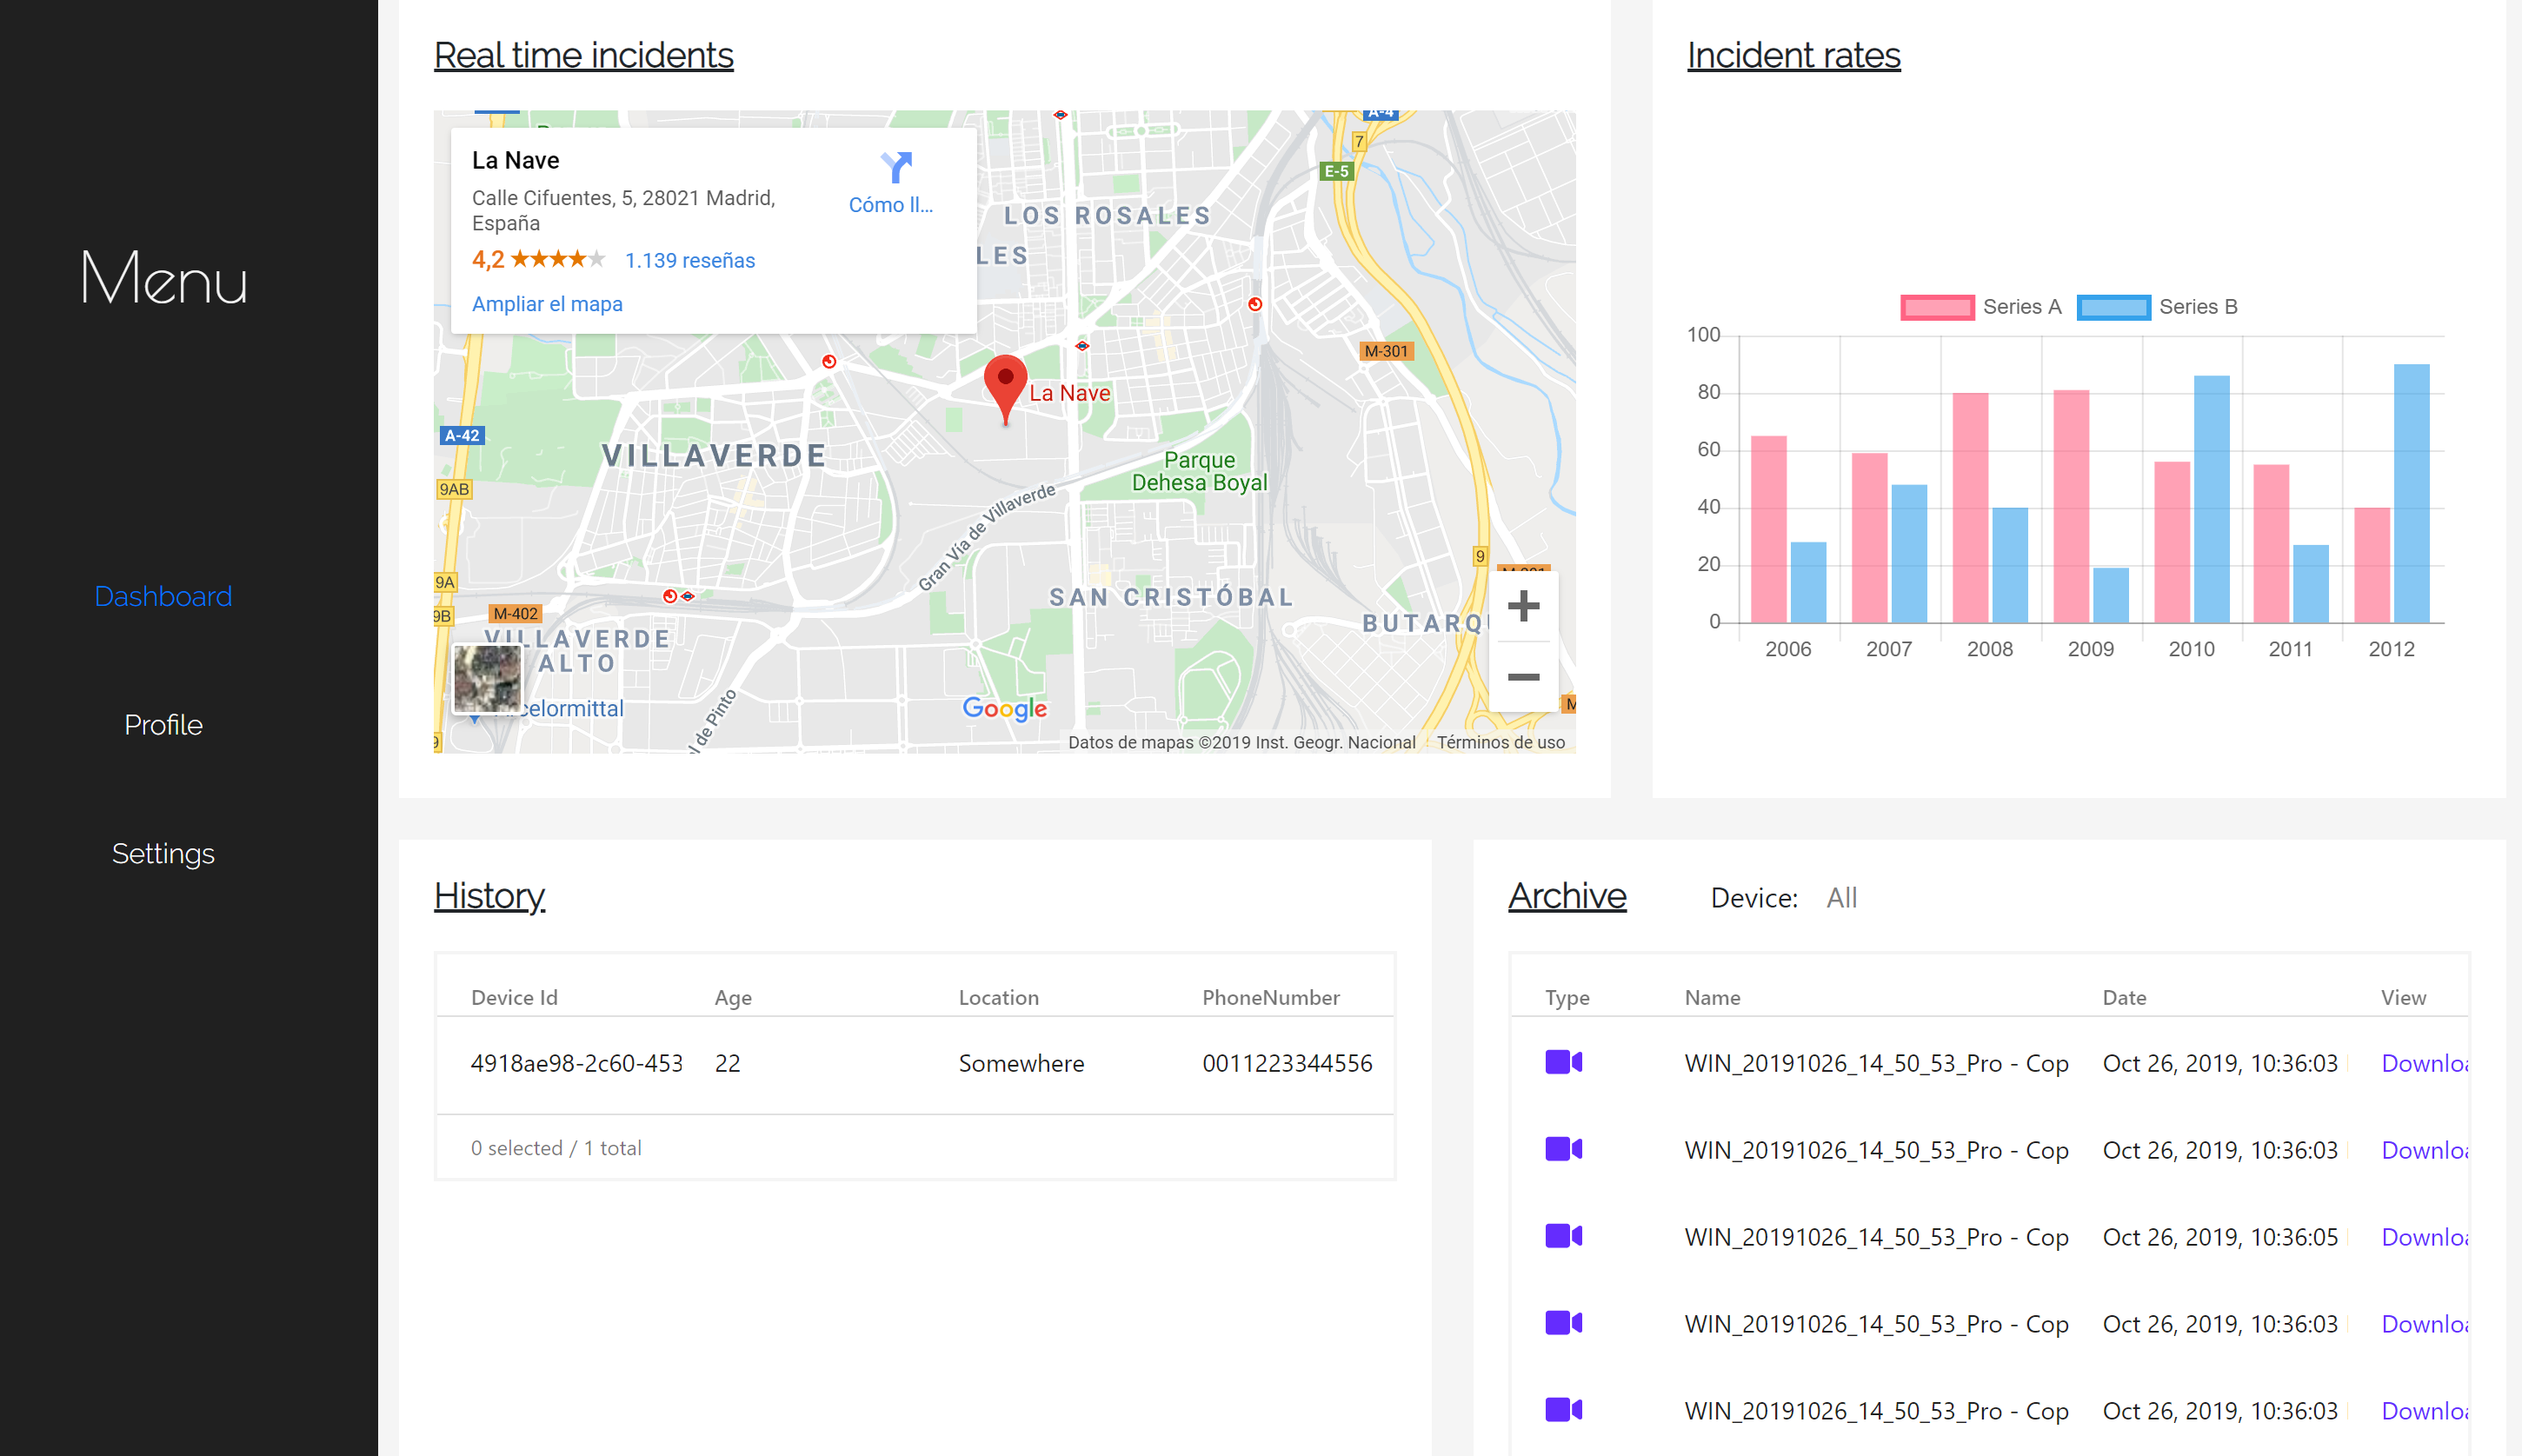 Menu
Dashboard
Profile
Settings
Real time incidents
La Nave
Calle Cifuentes, 5, 28021 Madrid,
España
Cómo ll...
4,2 1.139 reseñas
Ampliar el mapa
A-4
7
E-5
LOS ROSALES
LES
M-301
La Nave
A-42
VILLAVERDE
Parque
Dehesa Boyal
9AB
Gran Vía de Villaverde
9
9A
M-301
SAN CRISTÓBAL
9B
M-402
BUTARQU
VILLAVERDE
ALTO
celormittal
Google
M
l de Pinto
9
Datos de mapas ©2019 Inst. Geogr. Nacional Términos de uso
Incident rates
Series A Series B
100
80
60
40
20
0
2006 2007 2008 2009 2010 2011 2012
History
Device Id Age Location PhoneNumber
4918ae98-2c60-453 22 Somewhere 0011223344556
0 selected / 1 total
Archive Device: All
Type Name Date View
WIN_20191026_14_50_53_Pro - Cop Oct 26, 2019, 10:36:03 Downloa
WIN_20191026_14_50_53_Pro - Cop Oct 26, 2019, 10:36:03 Downloa
WIN_20191026_14_50_53_Pro - Cop Oct 26, 2019, 10:36:05 Downloa
WIN_20191026_14_50_53_Pro - Cop Oct 26, 2019, 10:36:03 Downloa
WIN_20191026_14_50_53_Pro - Cop Oct 26, 2019, 10:36:03 Downloa